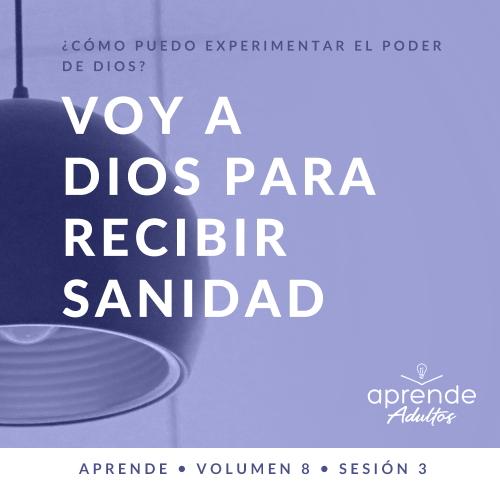 ¿CÓMO PUEDO EXPERIMENTAR EL PODER
DE DIOS?
VOY A
DIOS PARA
RECIBIR
SANIDAD
aprende
Adultos
APRENDE • VOLUMEN 8 • SESIÓN 3